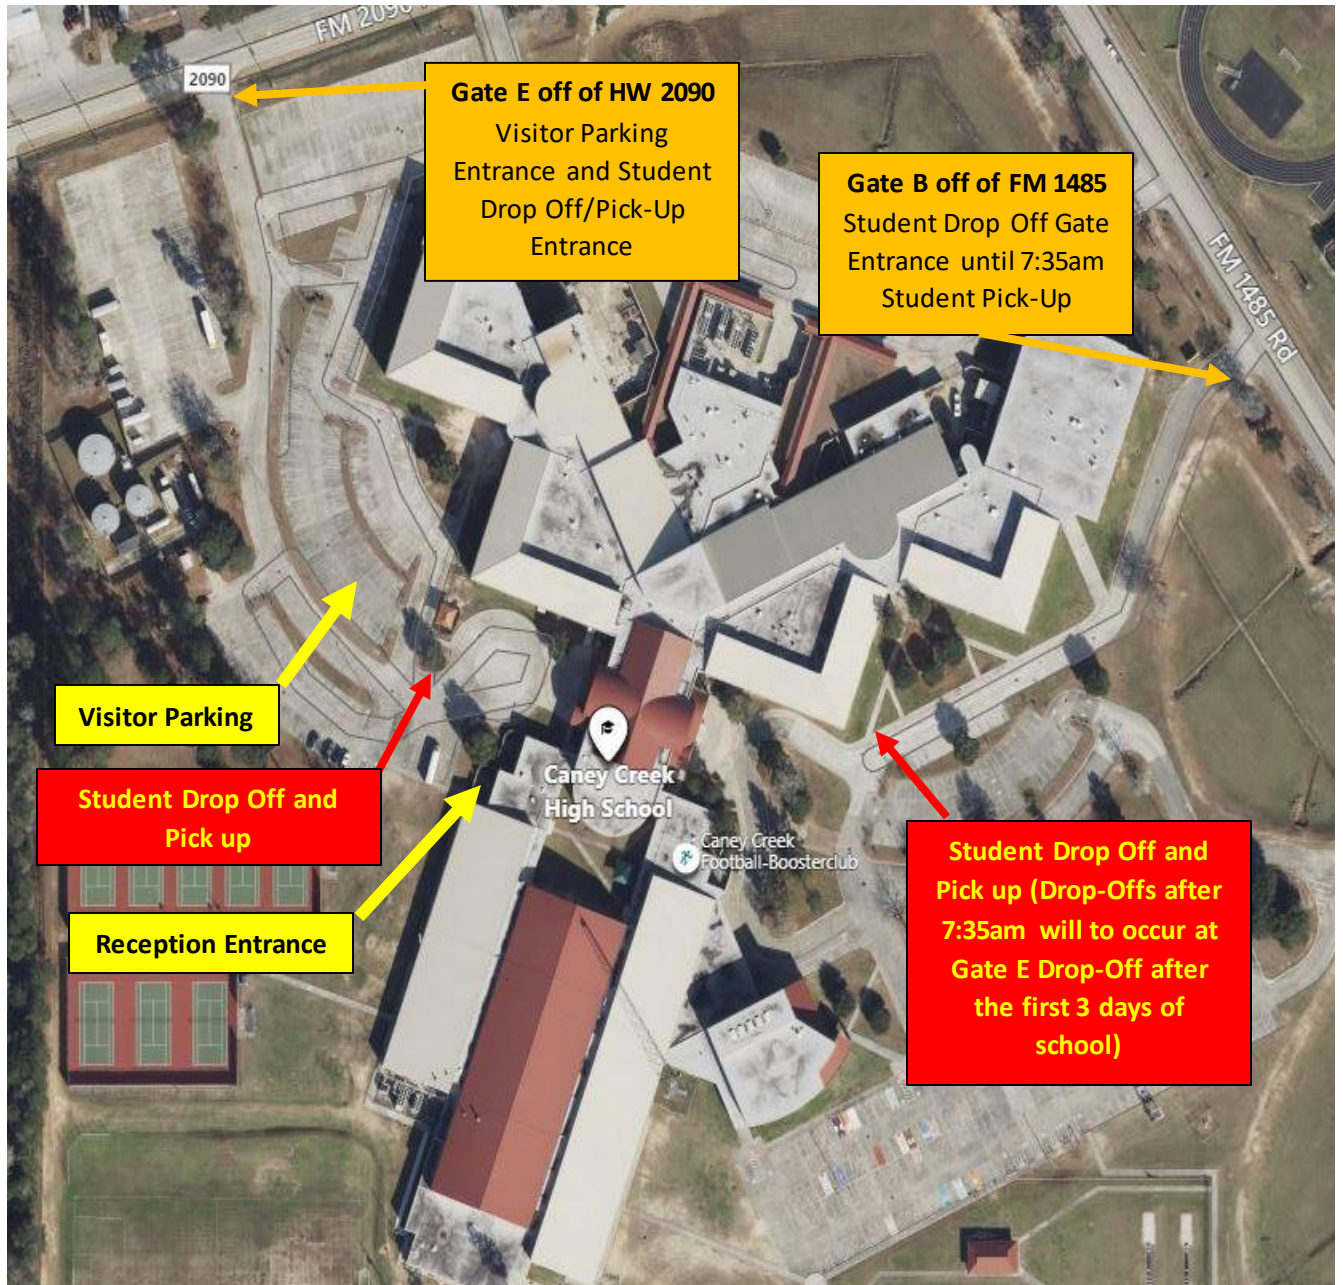 FM 2090
2090
Gate E off of HW 2090
Visitor Parking
Entrance and Student
Drop Off/Pick-Up
Entrance
Gate B off of FM 1485
Student Drop Off Gate
Entrance until 7:35am
Student Pick-Up
FM 1485 Rd
Visitor Parking
Student Drop Off and
Pick up
Reception Entrance
Caney Creek
High School
Caney Creek
Football-Boosterclub
Student Drop Off and
Pick up (Drop-Offs after
7:35am will to occur at
Gate E Drop-Off after
the first 3 days of
school)